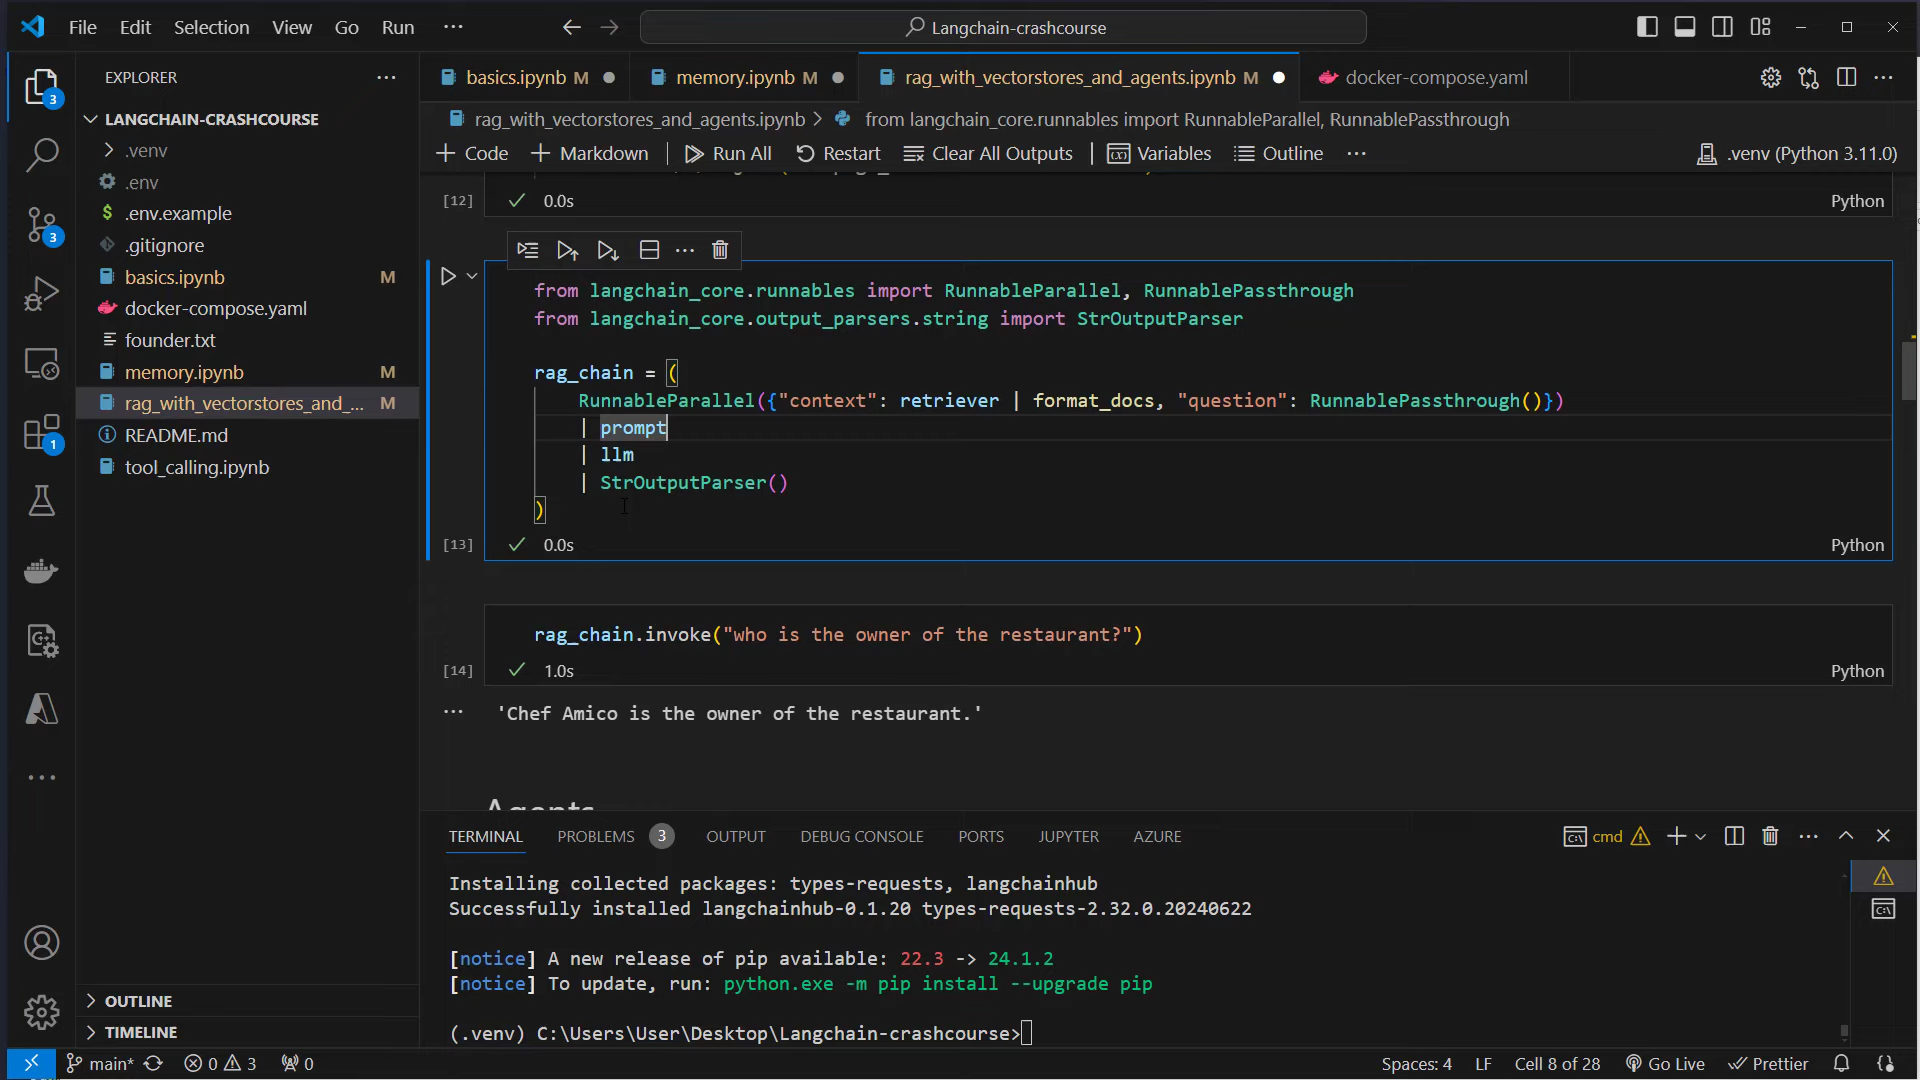 File Edit Selection View Go Run ...
Langchain-crashcourse
EXPLORER
LANGCHAIN-CRASHCOURSE
.venv
.env
.env.example
.gitignore
basics.ipynb M
docker-compose.yaml
founder.txt
memory.ipynb M
rag_with_vectorstores_and_... M
README.md
tool_calling.ipynb
OUTLINE
TIMELINE
3
3
1
basics.ipynb M
memory.ipynb M
rag_with_vectorstores_and_agents.ipynb M
docker-compose.yaml
rag_with_vectorstores_and_agents.ipynb > from langchain_core.runnables import RunnableParallel, RunnablePassthrough
+ Code + Markdown Run All Restart Clear All Outputs Variables Outline ... .venv (Python 3.11.0)
[12] 0.0s Python
from langchain_core.runnables import RunnableParallel, RunnablePassthrough
from langchain_core.output_parsers.string import StrOutputParser
rag_chain = (
RunnableParallel({"context": retriever | format_docs, "question": RunnablePassthrough()})
| prompt
| llm
| StrOutputParser()
)
[13] 0.0s Python
rag_chain.invoke("who is the owner of the restaurant?")
[14] 1.0s Python
... 'Chef Amico is the owner of the restaurant.'
Agents
TERMINAL PROBLEMS 3 OUTPUT DEBUG CONSOLE PORTS JUPYTER AZURE
cmd
Installing collected packages: types-requests, langchainhub
Successfully installed langchainhub-0.1.20 types-requests-2.32.0.20240622
[notice] A new release of pip available: 22.3 -> 24.1.2
[notice] To update, run: python.exe -m pip install --upgrade pip
(.venv) C:\Users\User\Desktop\Langchain-crashcourse>
main* 0 3 0
Spaces: 4 LF Cell 8 of 28 Go Live Prettier